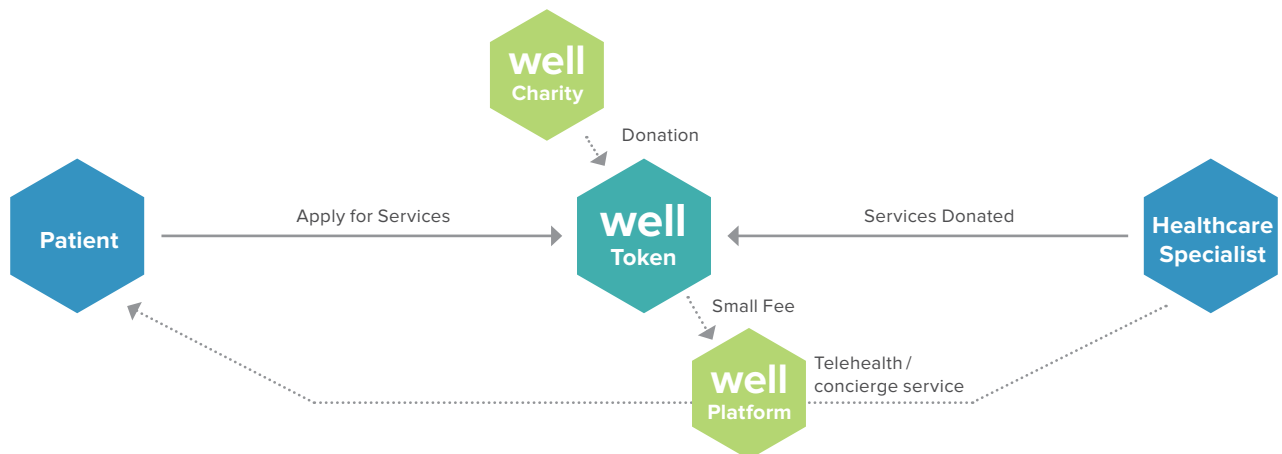 well
Charity
Donation
Patient
Apply for Services
well
Token
Services Donated
Healthcare
Specialist
Small Fee
well
Platform
Telehealth /
concierge service